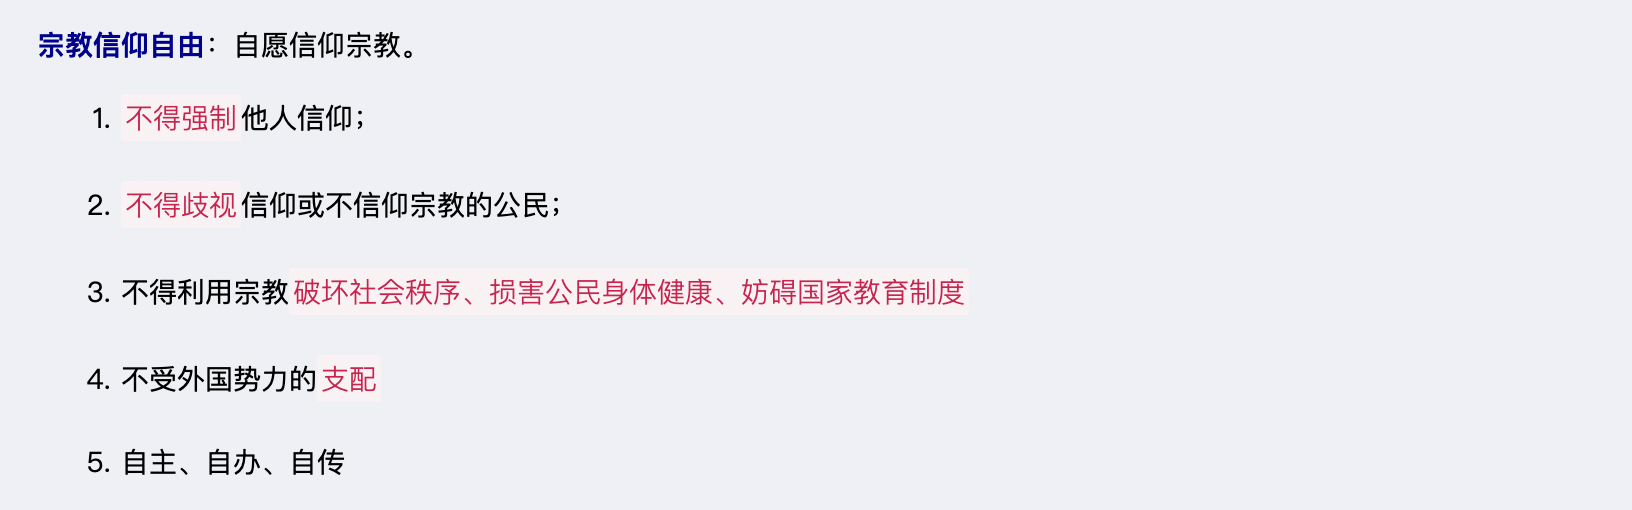 宗教信仰自由：自愿信仰宗教。
1. 不得强制他人信仰；
2. 不得歧视信仰或不信仰宗教的公民；
3. 不得利用宗教破坏社会秩序、损害公民身体健康、妨碍国家教育制度
4. 不受外国势力的支配
5. 自主、自办、自传